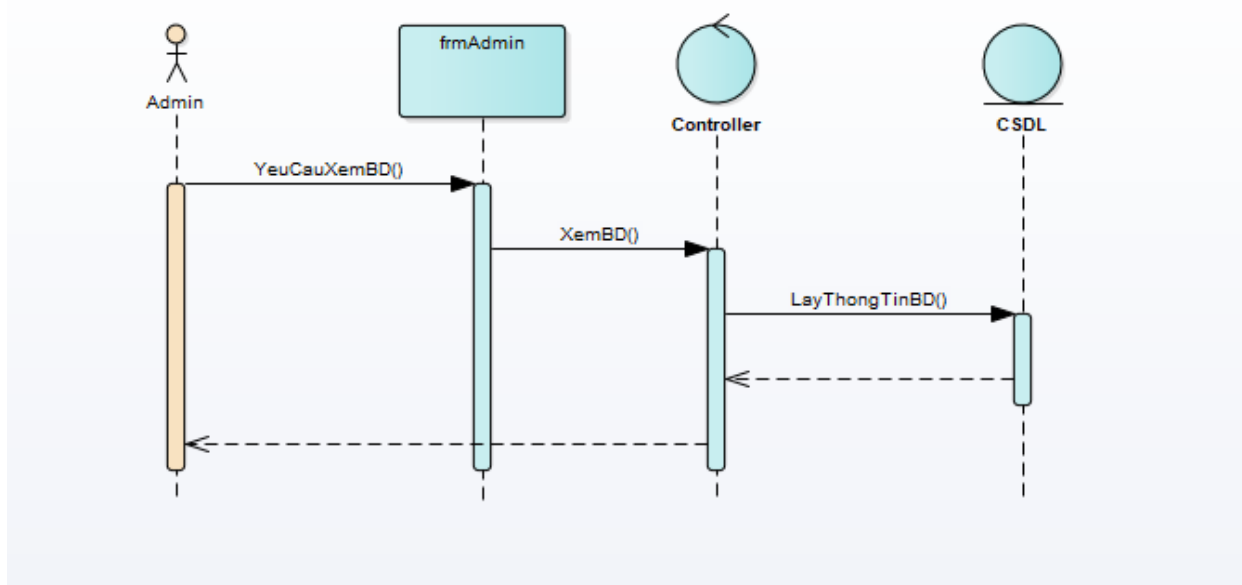 frmAdmin
Admin
Controller
CSDL
YeuCauXemBD()
XemBD()
LayThongTinBD()